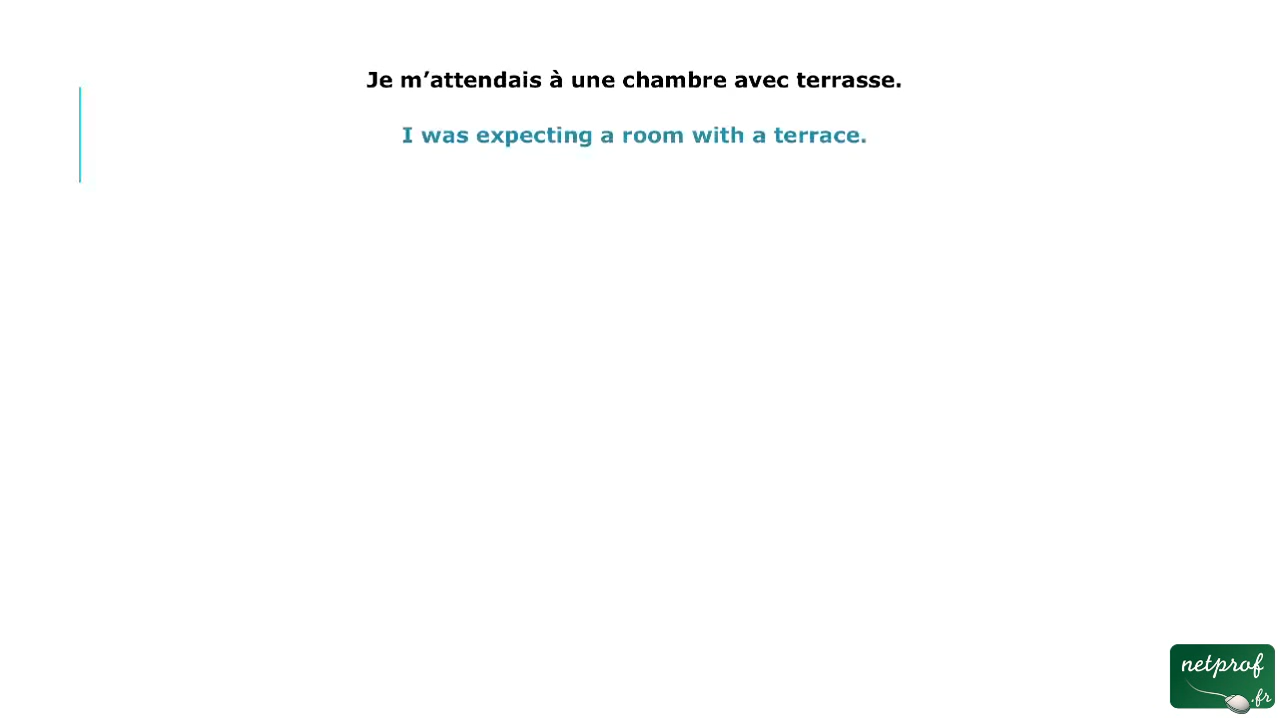 Je m’attendais à une chambre avec terrasse.
I was expecting a room with a terrace.
netprof
.fr